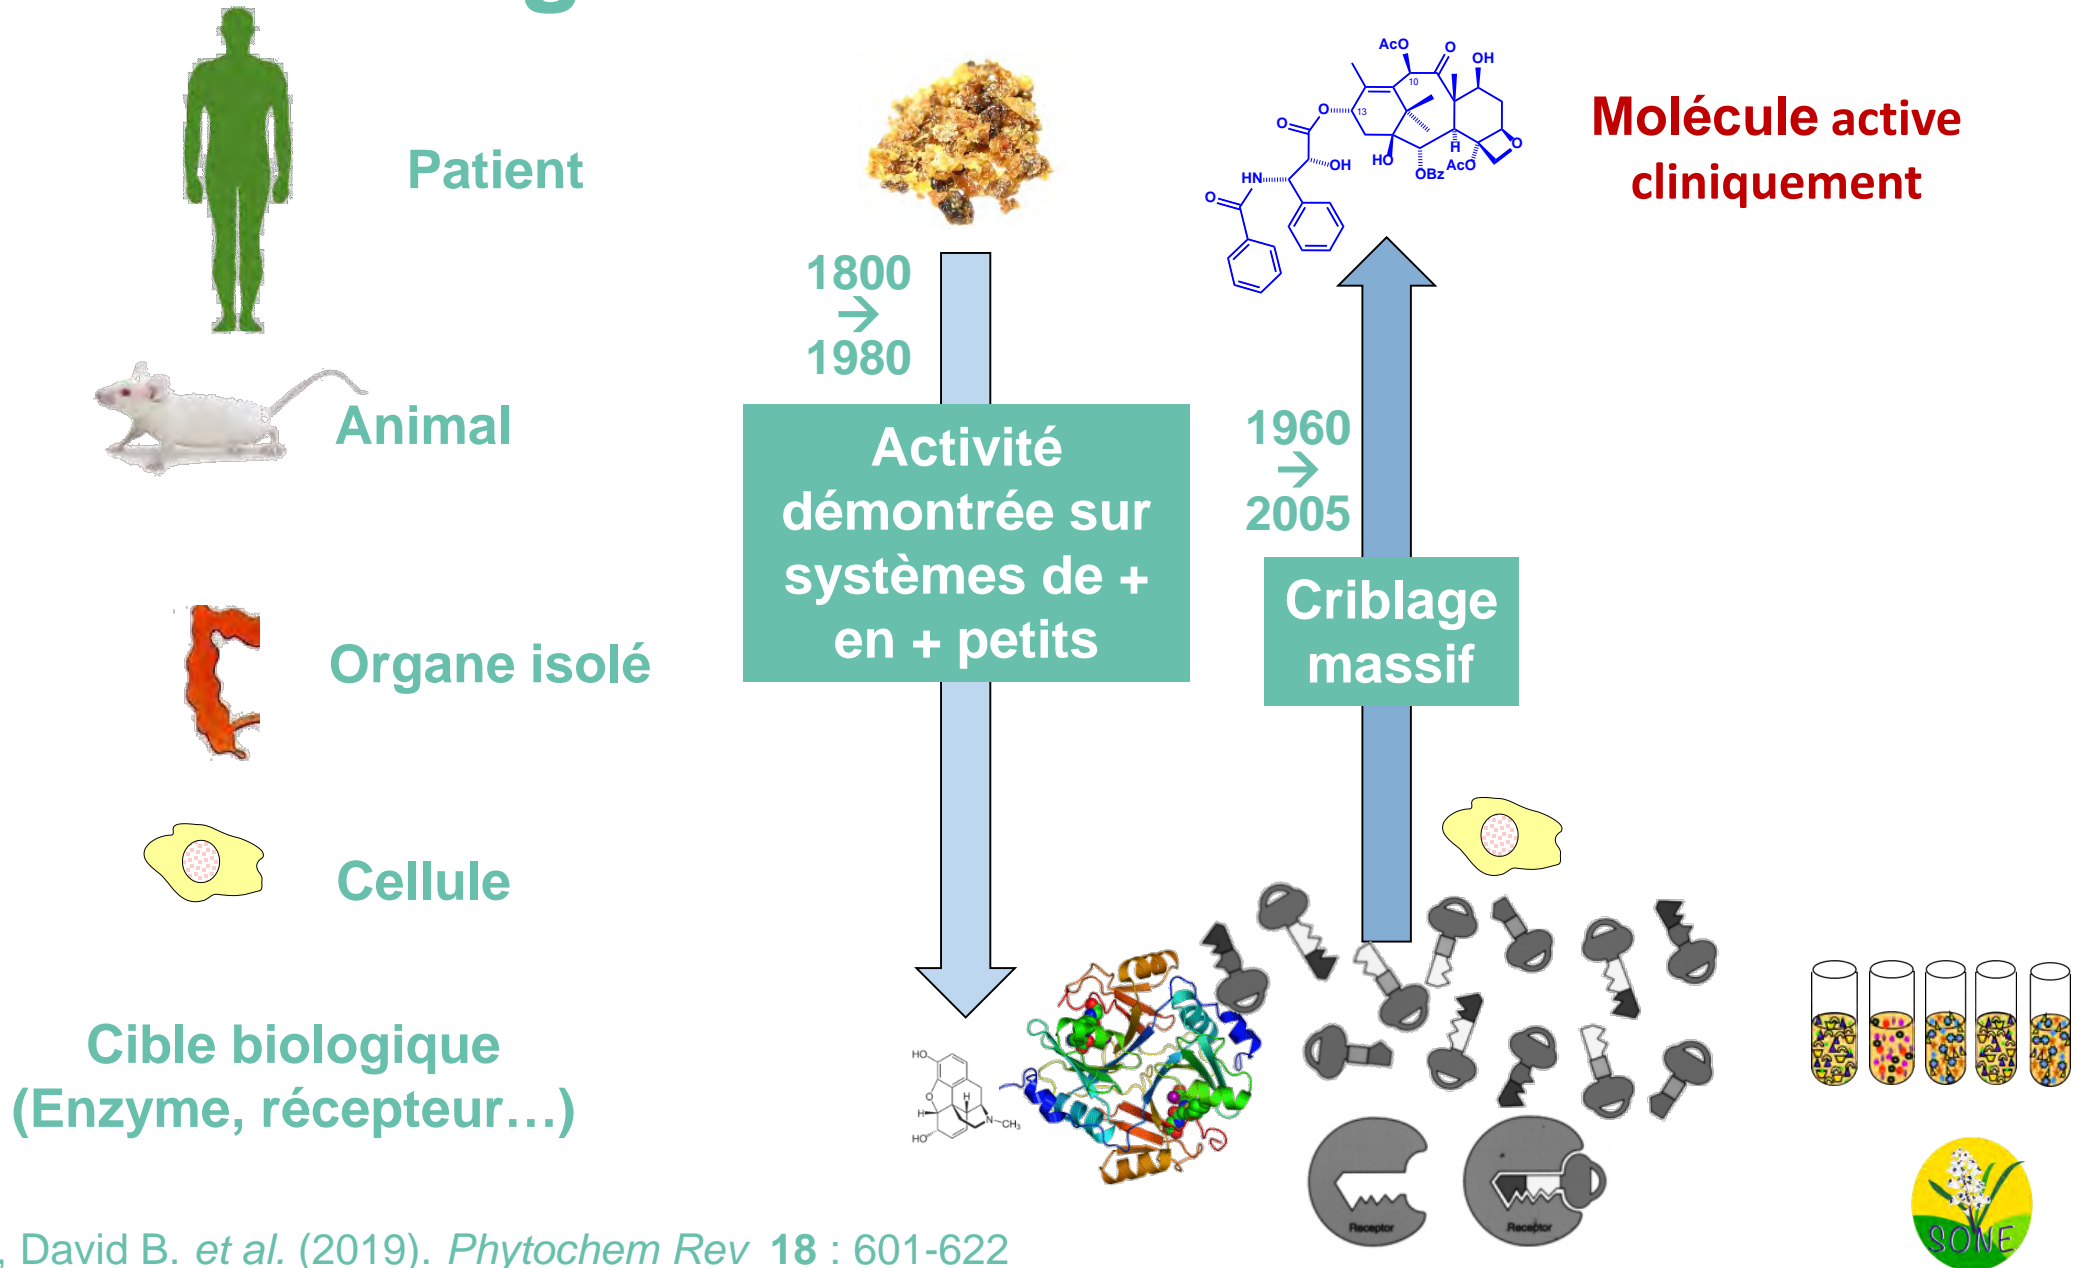 g
Patient
Animal
Organe isolé
Cellule
Cible biologique
(Enzyme, récepteur…)
1800
→
1980
Activité
démontrée sur
systèmes de +
en + petits
1960
→
2005
Criblage
massif
Molécule active
cliniquement
AcO
O
OH
10
13
O
O
O
HO
H
AcO
OBz
OH
HN
O
HO
O
H
H
N
CH₃
HO
Receptor
Receptor
SONE
, David B. et al. (2019). Phytochem Rev 18 : 601-622